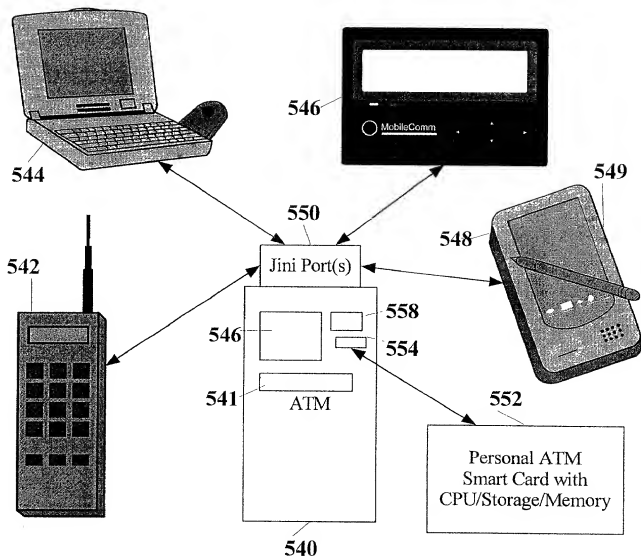 544
546
MobileComm
549
548
550
Jini Port(s)
542
546
558
554
541
ATM
552
Personal ATM
Smart Card with
CPU/Storage/Memory
540